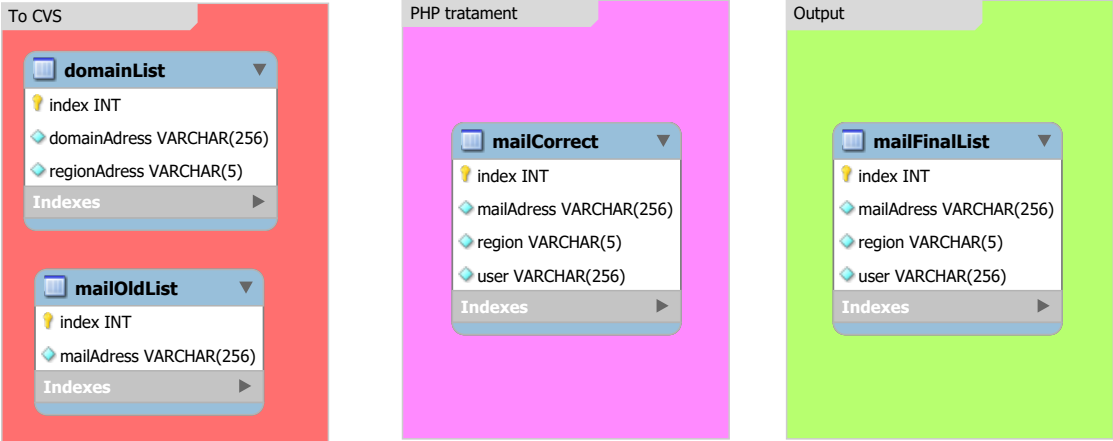 To CVS
domainList
index INT
domainAdress VARCHAR(256)
regionAdress VARCHAR(5)
Indexes
mailOldList
index INT
mailAdress VARCHAR(256)
Indexes
PHP tratament
mailCorrect
index INT
mailAdress VARCHAR(256)
region VARCHAR(5)
user VARCHAR(256)
Indexes
Output
mailFinalList
index INT
mailAdress VARCHAR(256)
region VARCHAR(5)
user VARCHAR(256)
Indexes